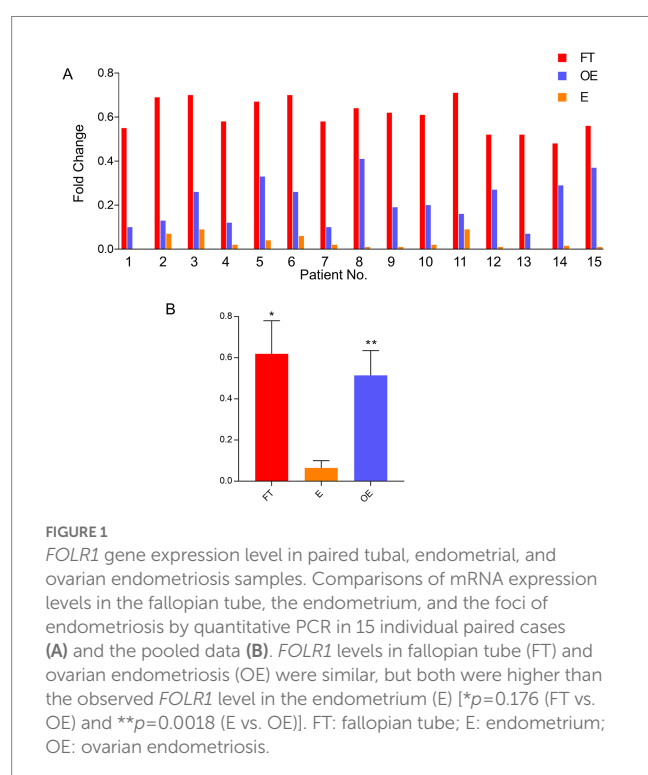 A
FT
OE
E
Fold Change
0.8
0.6
0.4
0.2
0.0
1 2 3 4 5 6 7 8 9 10 11 12 13 14 15
Patient No.
B
0.8
0.6
0.4
0.2
0.0
* **
FT E OE
FIGURE 1
FOLR1 gene expression level in paired tubal, endometrial, and
ovarian endometriosis samples. Comparisons of mRNA expression
levels in the fallopian tube, the endometrium, and the foci of
endometriosis by quantitative PCR in 15 individual paired cases
(A) and the pooled data (B). FOLR1 levels in fallopian tube (FT) and
ovarian endometriosis (OE) were similar, but both were higher than
the observed FOLR1 level in the endometrium (E) [*p=0.176 (FT vs.
OE) and **p=0.0018 (E vs. OE)]. FT: fallopian tube; E: endometrium;
OE: ovarian endometriosis.